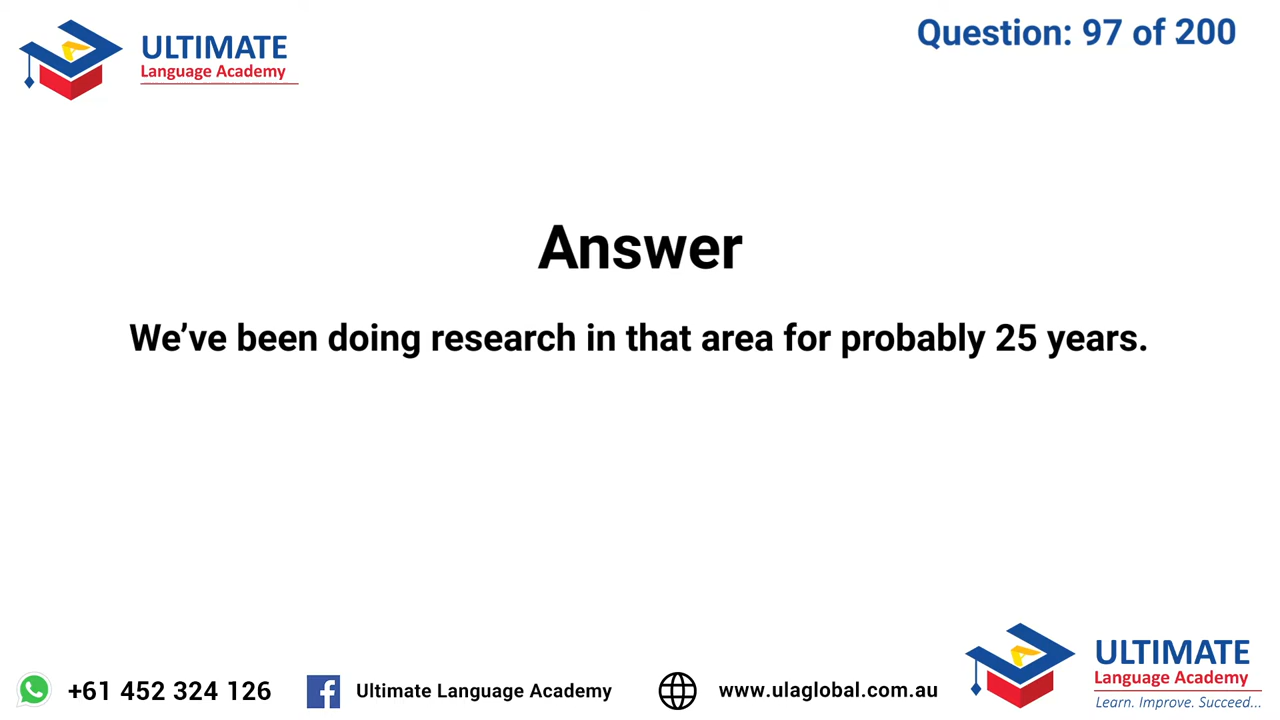 ULTIMATE
Language Academy
Question: 97 of 200
Answer
We’ve been doing research in that area for probably 25 years.
+61 452 324 126
Ultimate Language Academy
www.ulaglobal.com.au
ULTIMATE
Language Academy
Learn. Improve. Succeed...